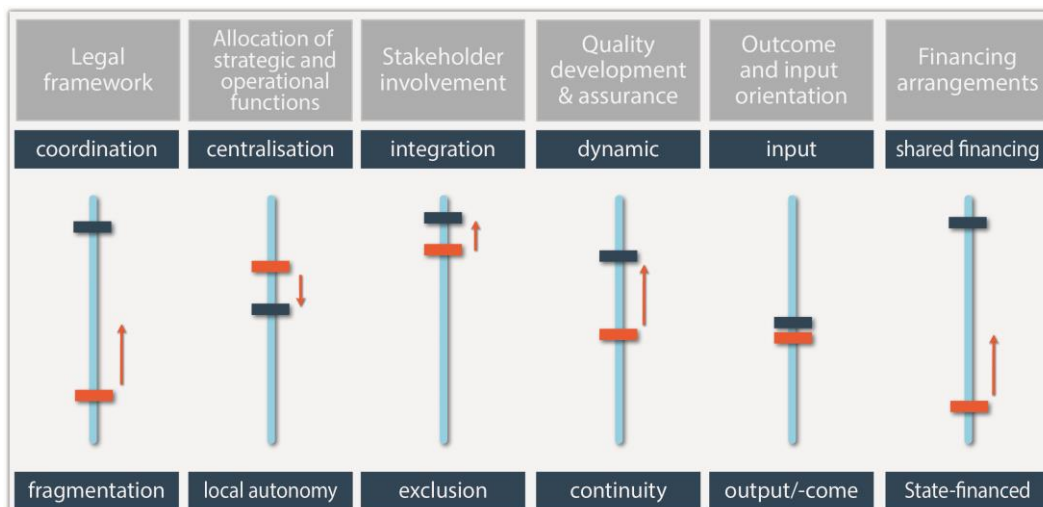 Legal
framework
Allocation of
strategic and
operational
functions
Stakeholder
involvement
Quality
development
& assurance
Outcome
and input
orientation
Financing
arrangements
coordination
centralisation
integration
dynamic
input
shared financing
fragmentation
local autonomy
exclusion
continuity
output/-come
State-financed